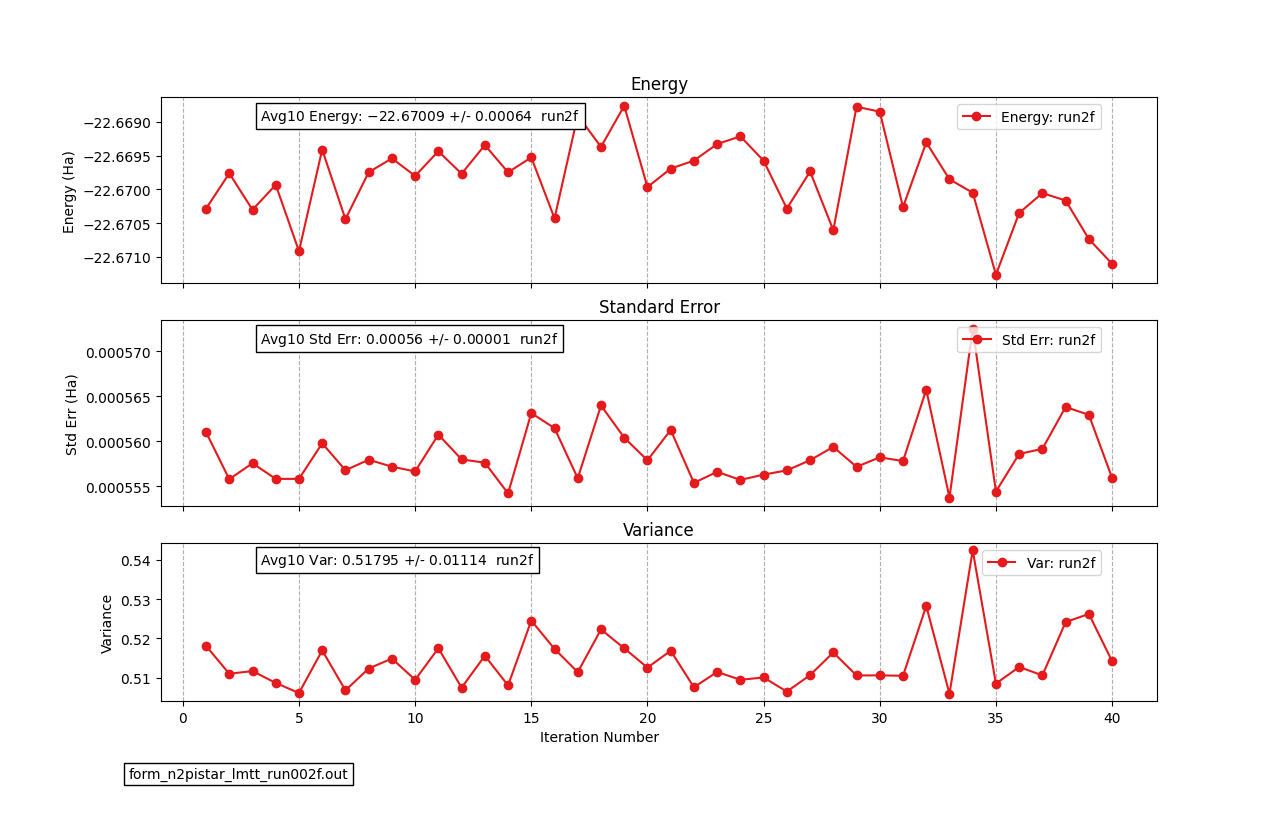 Energy
Avg10 Energy: −22.67009 +/- 0.00064  run2f
Energy: run2f
Energy (Ha)
−22.6690
−22.6695
−22.6700
−22.6705
−22.6710
Standard Error
Avg10 Std Err: 0.00056 +/- 0.00001  run2f
Std Err: run2f
Std Err (Ha)
0.000570
0.000565
0.000560
0.000555
Variance
Avg10 Var: 0.51795 +/- 0.01114  run2f
Var: run2f
Variance
0.54
0.53
0.52
0.51
0 5 10 15 20 25 30 35 40
Iteration Number
form_n2pistar_lmtt_run002f.out